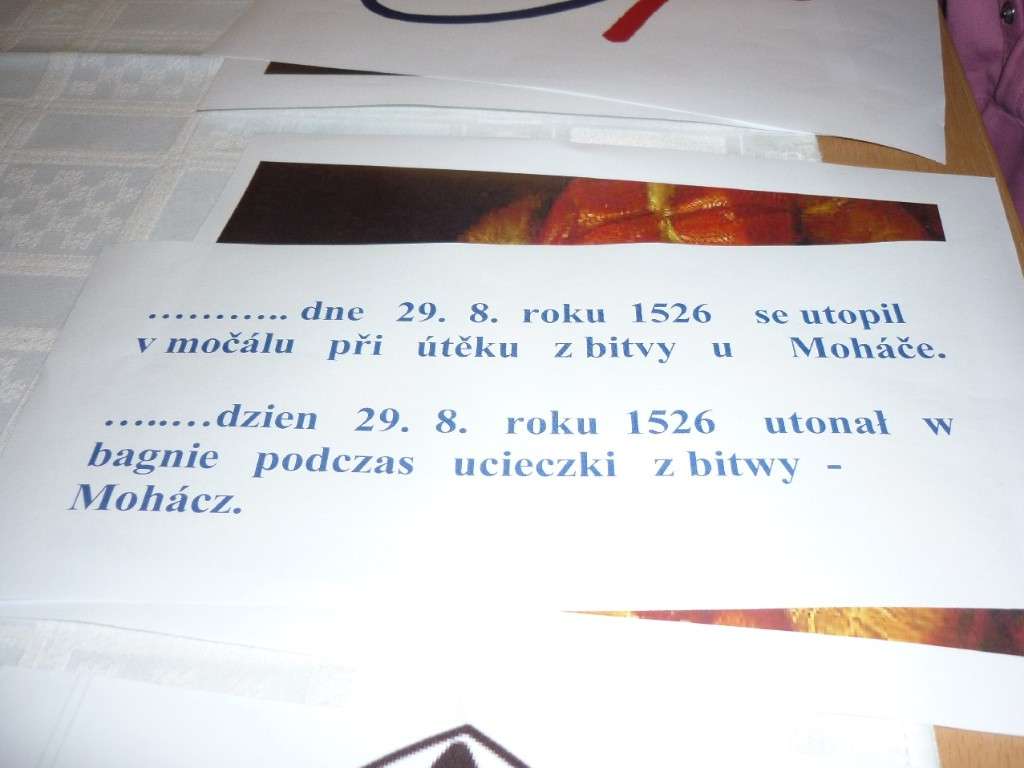 ……….. dne 29. 8. roku 1526 se utopil
v močálu při útěku z bitvy u Moháče.
…..…dzien 29. 8. roku 1526 utonał w
bagnie podczas ucieczki z bitwy -
Mohácz.